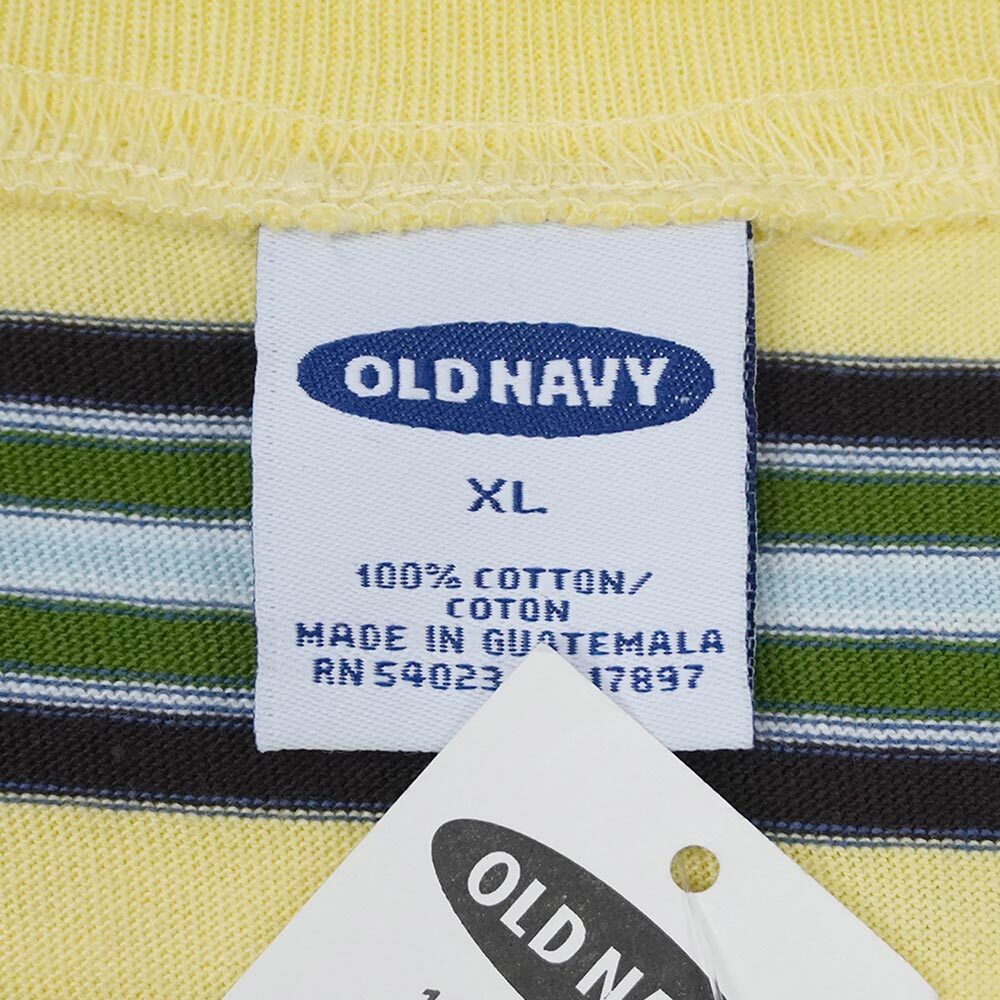 OLD NAVY
XL
100% COTTON/
COTON
MADE IN GUATEMALA
RN 54023 17897
OLD N